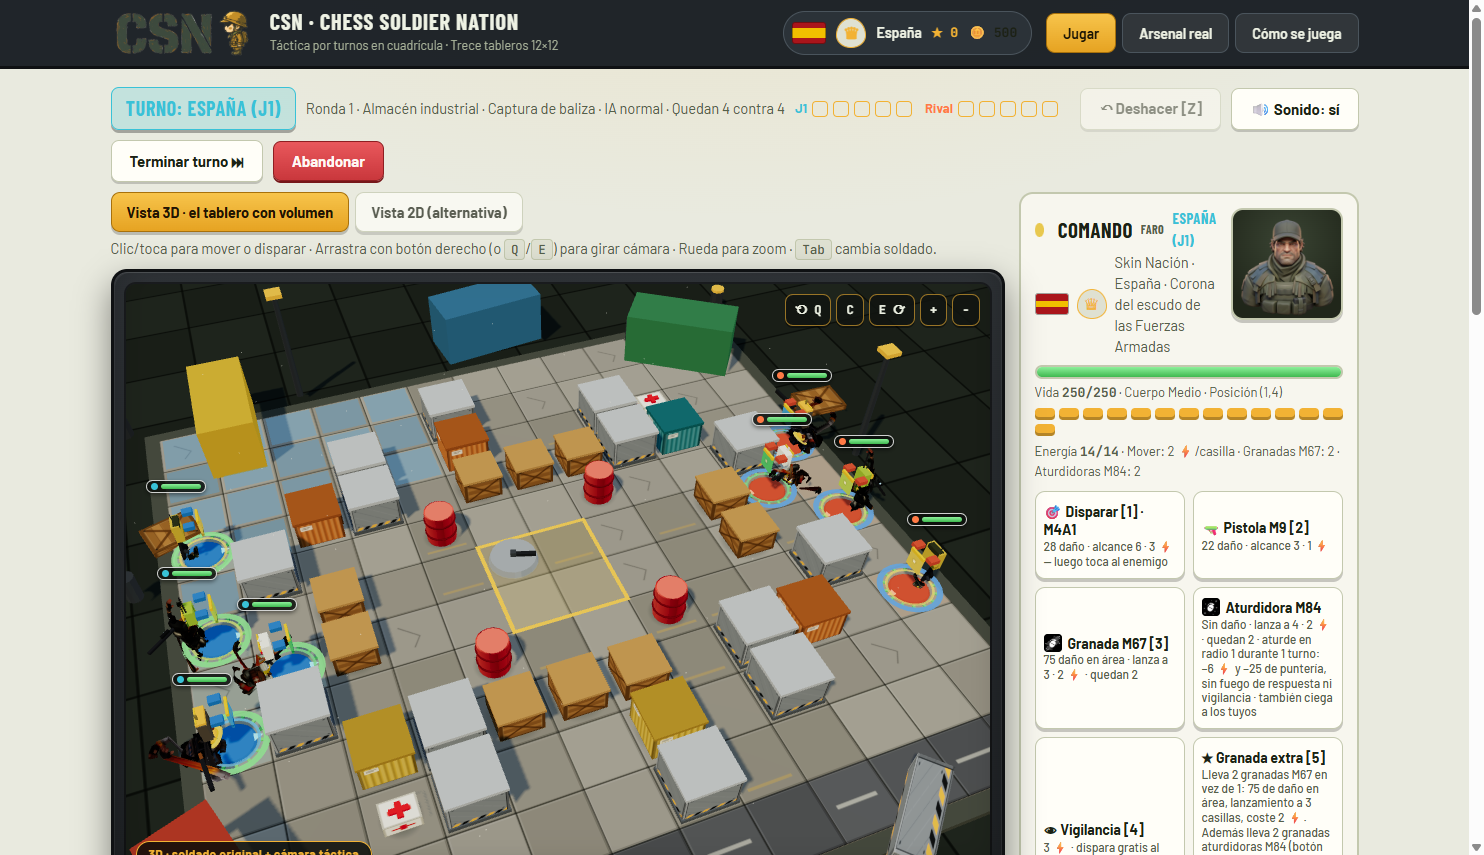 CSN
CSN · CHESS SOLDIER NATION
Táctica por turnos en cuadrícula · Trece tableros 12×12
España ★ 0 500
Jugar
Arsenal real
Cómo se juega
TURNO: ESPAÑA (J1)
Ronda 1 · Almacén industrial · Captura de baliza · IA normal · Quedan 4 contra 4
J1
Rival
↶ Deshacer [Z]
Sonido: sí
Terminar turno ⏭
Abandonar
Vista 3D · el tablero con volumen
Vista 2D (alternativa)
Clic/toca para mover o disparar · Arrastra con botón derecho (o Q / E ) para girar cámara · Rueda para zoom · Tab cambia soldado.
⟲ Q
C
E ⟳
+
-
3D · soldado original + cámara táctica
COMANDO FARO
ESPAÑA
(J1)
Skin Nación ·
España · Corona
del escudo de
las Fuerzas
Armadas
Vida 250/250 · Cuerpo Medio · Posición (1,4)
Energía 14/14 · Mover: 2 ⚡/casilla · Granadas M67: 2 ·
Aturdidoras M84: 2
Disparar [1] ·
M4A1
28 daño · alcance 6 · 3 ⚡
— luego toca al enemigo
Pistola M9 [2]
22 daño · alcance 3 · 1 ⚡
Granada M67 [3]
75 daño en área · lanza a
3 · 2 ⚡ · quedan 2
Aturdidora M84
Sin daño · lanza a 4 · 2 ⚡
· quedan 2 · aturde en
radio 1 durante 1 turno:
−6 ⚡ y −25 de puntería,
sin fuego de respuesta ni
vigilancia · también ciega
a los tuyos
Vigilancia [4]
3 ⚡ · dispara gratis al
★ Granada extra [5]
Lleva 2 granadas M67 en
vez de 1: 75 de daño en
área, lanzamiento a 3
casillas, coste 2 ⚡ .
Además lleva 2 granadas
aturdidoras M84 (botón